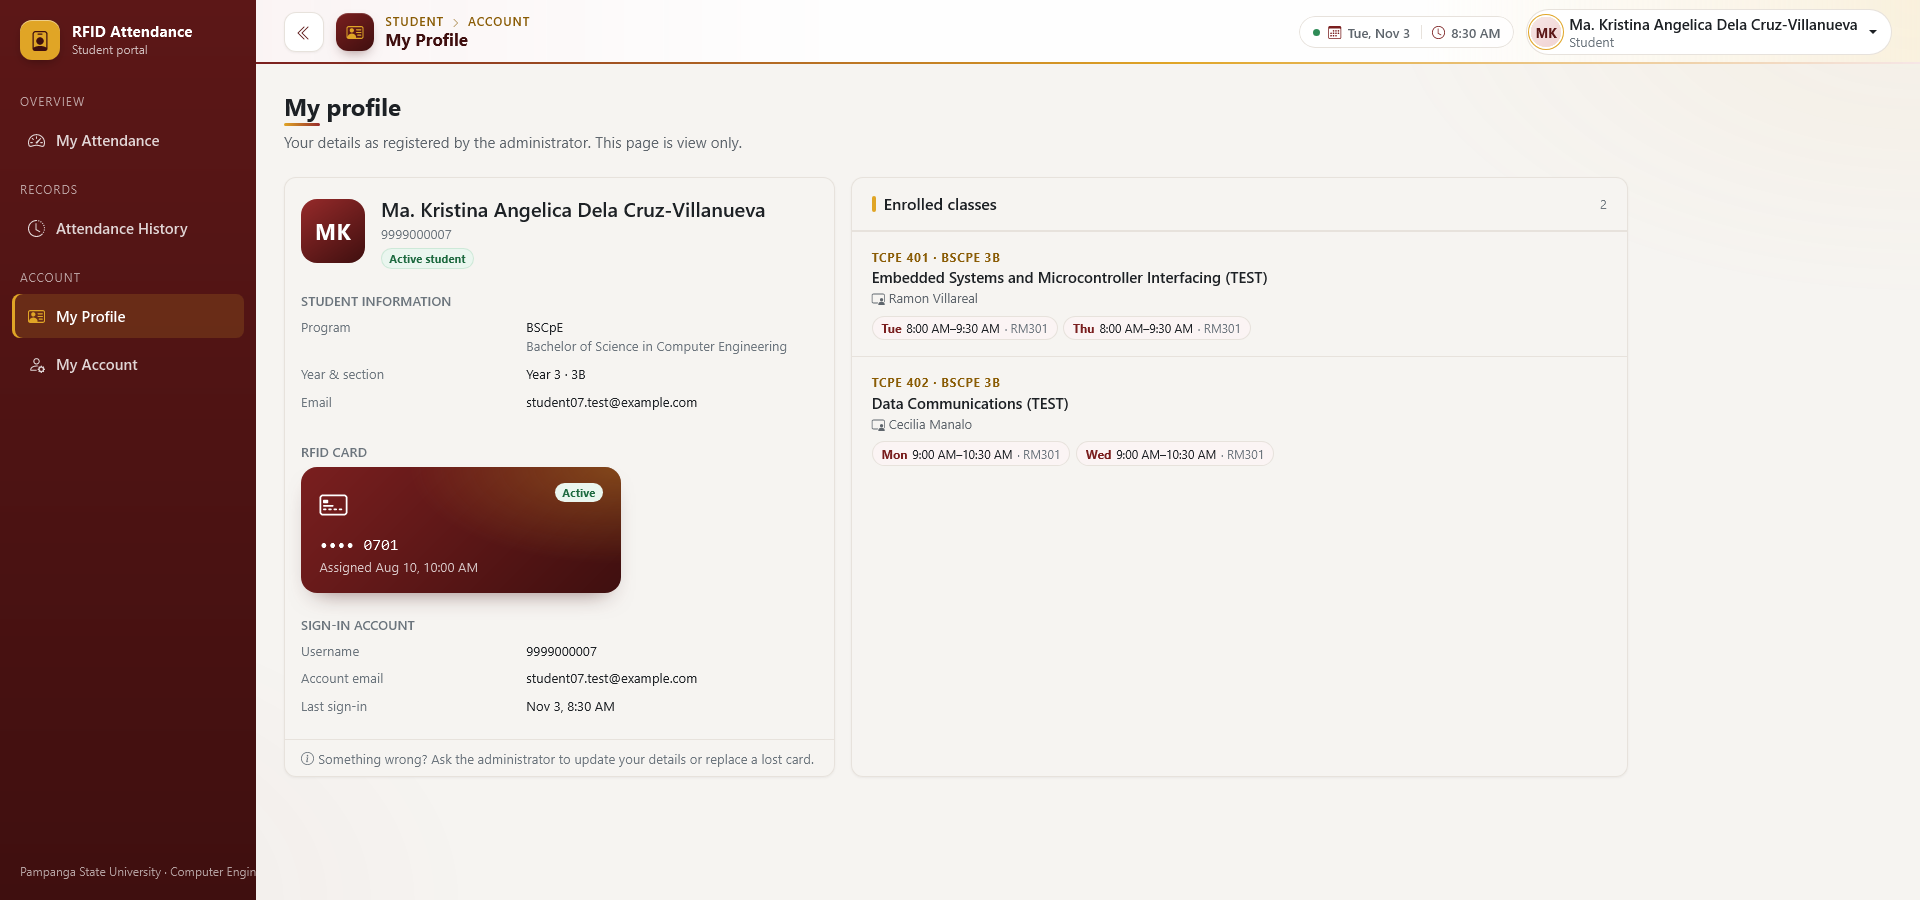 RFID Attendance
Student portal
OVERVIEW
My Attendance
RECORDS
Attendance History
ACCOUNT
My Profile
My Account
Pampanga State University · Computer Engin
STUDENT > ACCOUNT
My Profile
Tue, Nov 3
8:30 AM
MK
Ma. Kristina Angelica Dela Cruz-Villanueva
Student
My profile
Your details as registered by the administrator. This page is view only.
MK
Ma. Kristina Angelica Dela Cruz-Villanueva
9999000007
Active student
STUDENT INFORMATION
Program BSCpE
Bachelor of Science in Computer Engineering
Year & section Year 3 · 3B
Email student07.test@example.com
RFID CARD
Active
•••• 0701
Assigned Aug 10, 10:00 AM
SIGN-IN ACCOUNT
Username 9999000007
Account email student07.test@example.com
Last sign-in Nov 3, 8:30 AM
Something wrong? Ask the administrator to update your details or replace a lost card.
Enrolled classes 2
TCPE 401 · BSCPE 3B
Embedded Systems and Microcontroller Interfacing (TEST)
Ramon Villareal
Tue 8:00 AM–9:30 AM · RM301 Thu 8:00 AM–9:30 AM · RM301
TCPE 402 · BSCPE 3B
Data Communications (TEST)
Cecilia Manalo
Mon 9:00 AM–10:30 AM · RM301 Wed 9:00 AM–10:30 AM · RM301